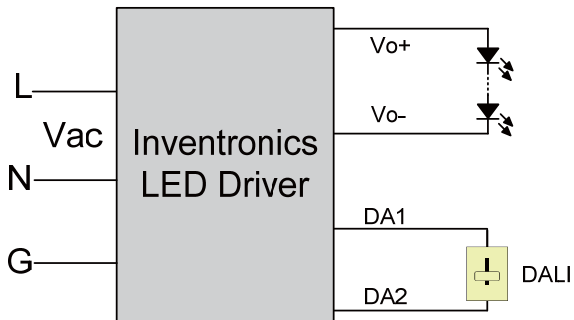 L
Vac
N
G
Inventronics
LED Driver
Vo+
Vo-
DA1
DA2
DALI